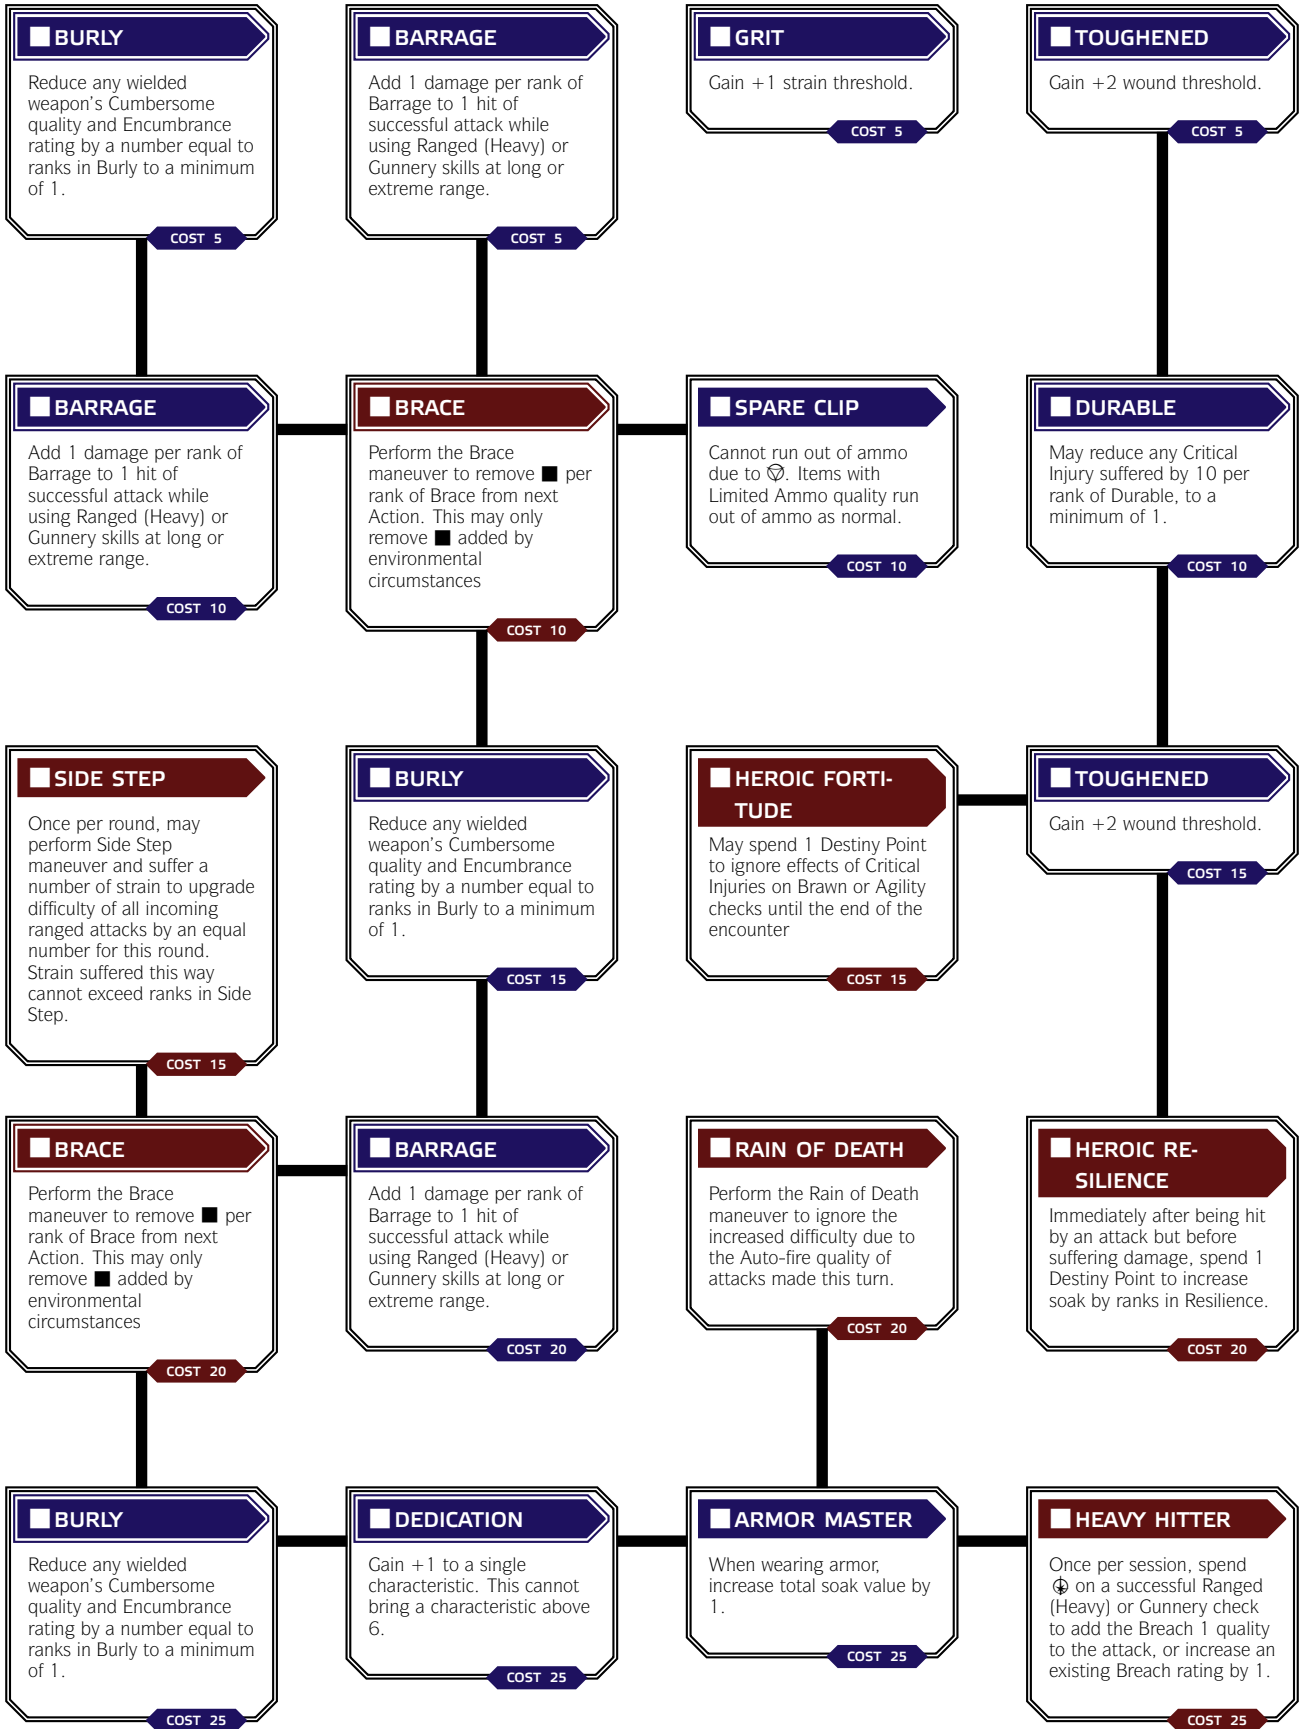 BURLY
Reduce any wielded
weapon's Cumbersome
quality and Encumbrance
rating by a number equal to
ranks in Burly to a minimum
of 1.
COST 5
BARRAGE
Add 1 damage per rank of
Barrage to 1 hit of
successful attack while
using Ranged (Heavy) or
Gunnery skills at long or
extreme range.
COST 5
GRIT
Gain +1 strain threshold.
COST 5
TOUGHENED
Gain +2 wound threshold.
COST 5
BARRAGE
Add 1 damage per rank of
Barrage to 1 hit of
successful attack while
using Ranged (Heavy) or
Gunnery skills at long or
extreme range.
COST 10
BRACE
Perform the Brace
maneuver to remove ■ per
rank of Brace from next
Action. This may only
remove ■ added by
environmental
circumstances
COST 10
SPARE CLIP
Cannot run out of ammo
due to . Items with
Limited Ammo quality run
out of ammo as normal.
COST 10
DURABLE
May reduce any Critical
Injury suffered by 10 per
rank of Durable, to a
minimum of 1.
COST 10
SIDE STEP
Once per round, may
perform Side Step
maneuver and suffer a
number of strain to upgrade
difficulty of all incoming
ranged attacks by an equal
number for this round.
Strain suffered this way
cannot exceed ranks in Side
Step.
COST 15
BURLY
Reduce any wielded
weapon's Cumbersome
quality and Encumbrance
rating by a number equal to
ranks in Burly to a minimum
of 1.
COST 15
HEROIC FORTI-
TUDE
May spend 1 Destiny Point
to ignore effects of Critical
Injuries on Brawn or Agility
checks until the end of the
encounter
COST 15
TOUGHENED
Gain +2 wound threshold.
COST 15
BRACE
Perform the Brace
maneuver to remove ■ per
rank of Brace from next
Action. This may only
remove ■ added by
environmental
circumstances
COST 20
BARRAGE
Add 1 damage per rank of
Barrage to 1 hit of
successful attack while
using Ranged (Heavy) or
Gunnery skills at long or
extreme range.
COST 20
RAIN OF DEATH
Perform the Rain of Death
maneuver to ignore the
increased difficulty due to
the Auto-fire quality of
attacks made this turn.
COST 20
HEROIC RE-
SILIENCE
Immediately after being hit
by an attack but before
suffering damage, spend 1
Destiny Point to increase
soak by ranks in Resilience.
COST 20
BURLY
Reduce any wielded
weapon's Cumbersome
quality and Encumbrance
rating by a number equal to
ranks in Burly to a minimum
of 1.
COST 25
DEDICATION
Gain +1 to a single
characteristic. This cannot
bring a characteristic above
6.
COST 25
ARMOR MASTER
When wearing armor,
increase total soak value by
1.
COST 25
HEAVY HITTER
Once per session, spend
on a successful Ranged
(Heavy) or Gunnery check
to add the Breach 1 quality
to the attack, or increase an
existing Breach rating by 1.
COST 25